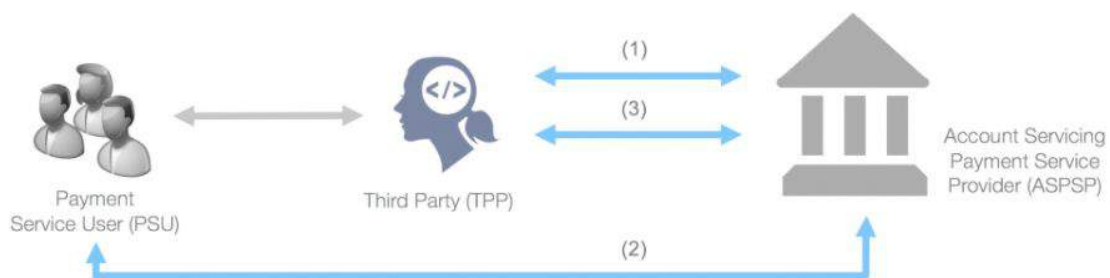 (1)
</>
(3)
Account Servicing
Payment Service
Provider (ASPSP)
Payment
Service User (PSU)
Third Party (TPP)
(2)